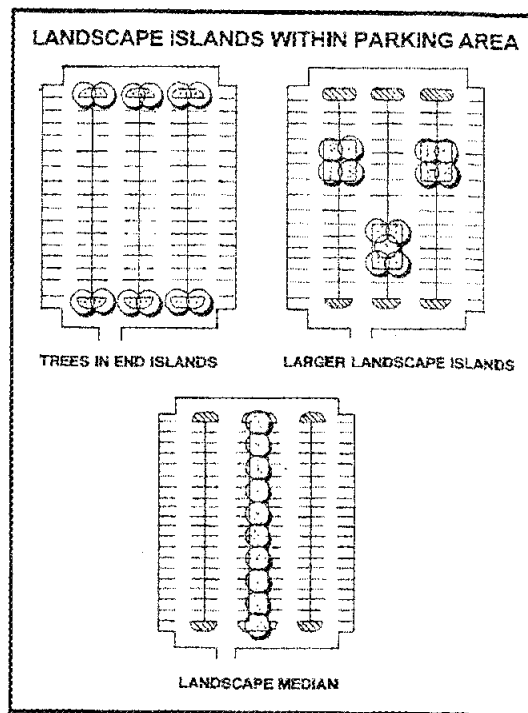 LANDSCAPE ISLANDS WITHIN PARKING AREA
TREES IN END ISLANDS
LARGER LANDSCAPE ISLANDS
LANDSCAPE MEDIAN